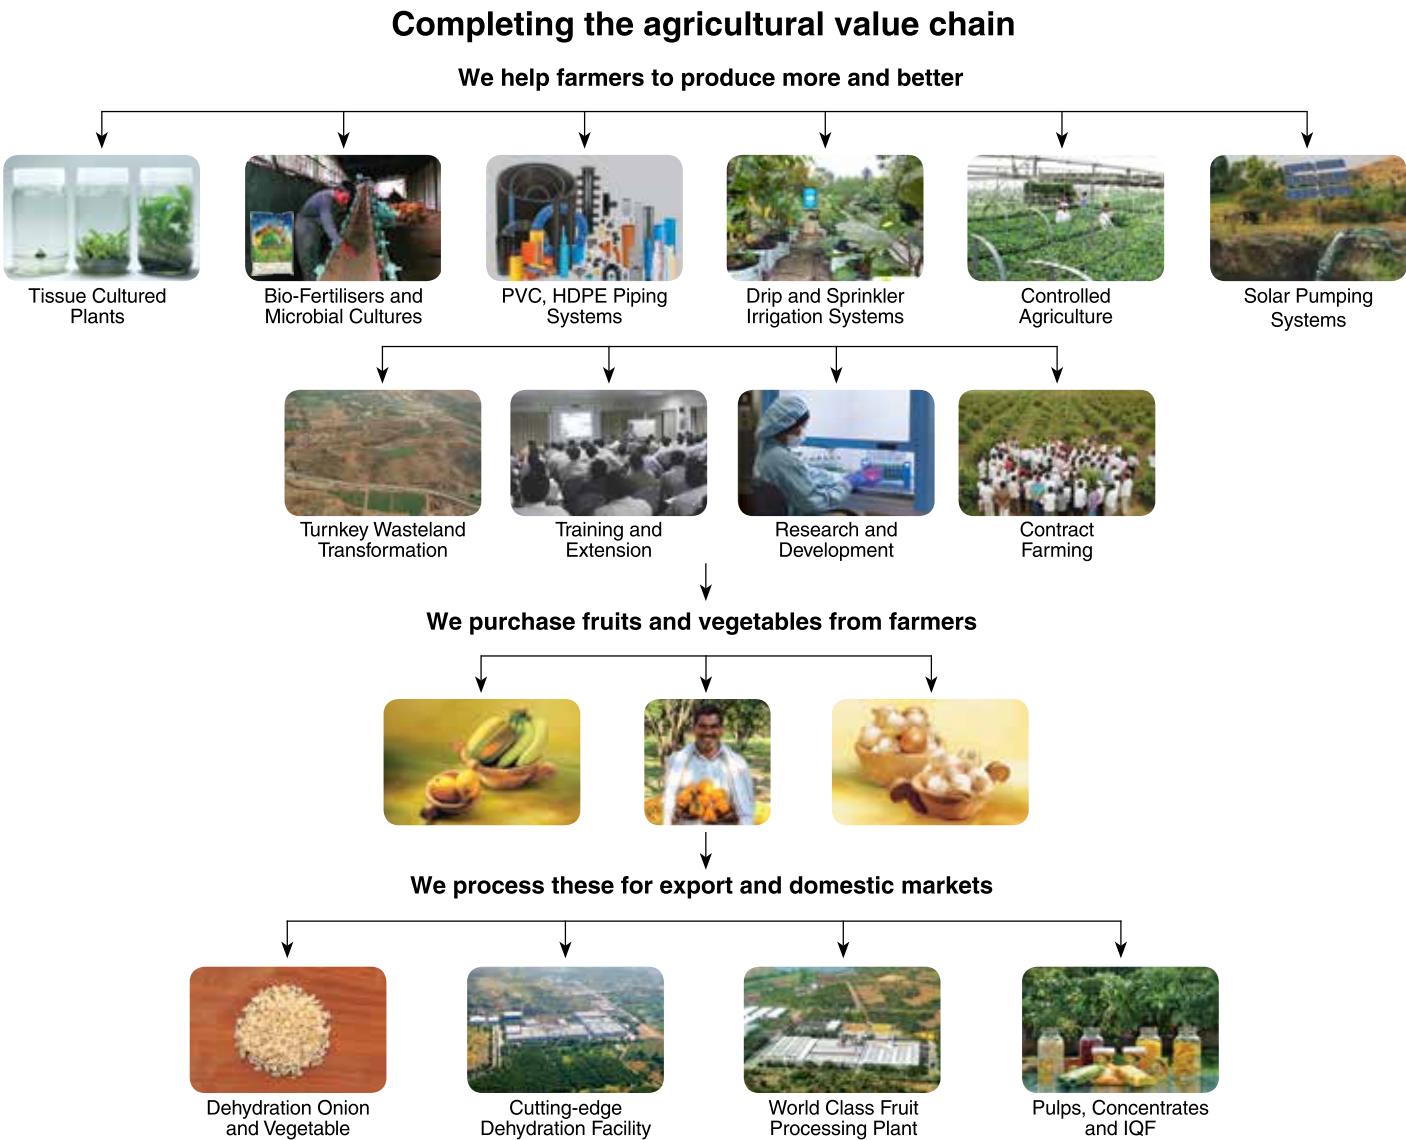 Completing the agricultural value chain
We help farmers to produce more and better
Tissue Cultured
Plants
Bio-Fertilisers and
Microbial Cultures
PVC, HDPE Piping
Systems
Drip and Sprinkler
Irrigation Systems
Controlled
Agriculture
Solar Pumping
Systems
Turnkey Wasteland
Transformation
Training and
Extension
Research and
Development
Contract
Farming
We purchase fruits and vegetables from farmers
We process these for export and domestic markets
Dehydration Onion
and Vegetable
Cutting-edge
Dehydration Facility
World Class Fruit
Processing Plant
Pulps, Concentrates
and IQF